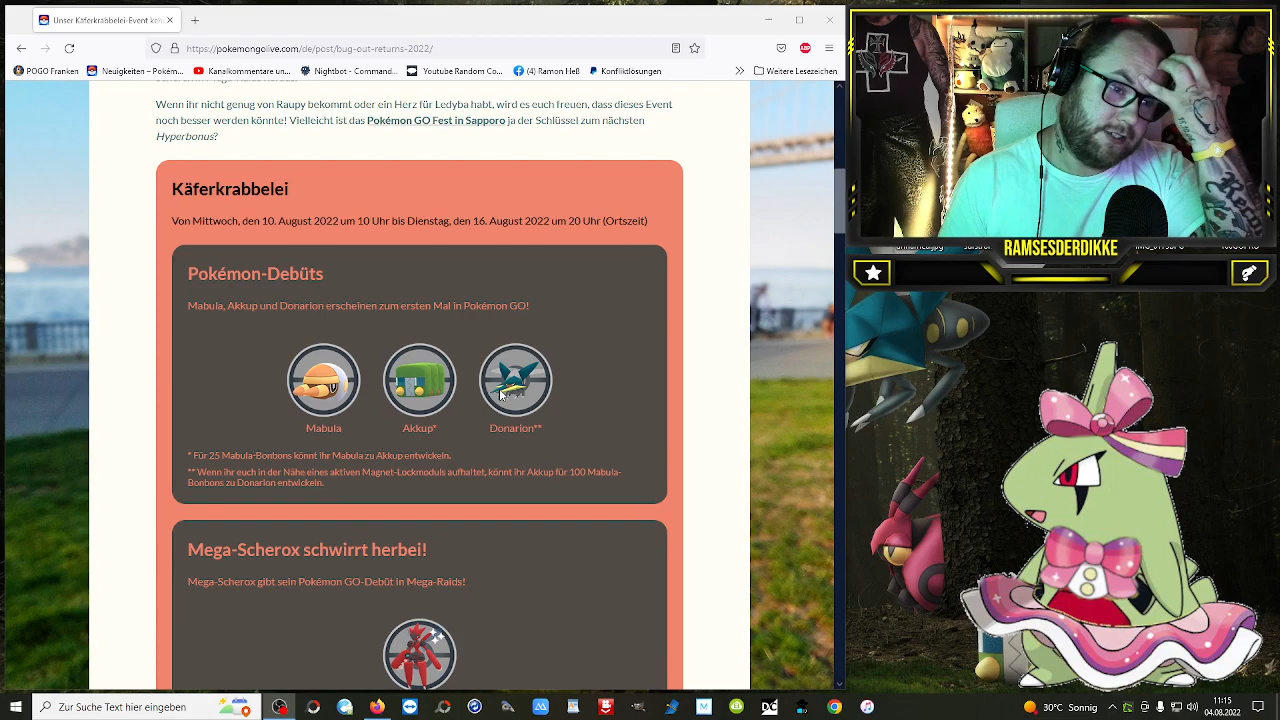 Unser Käferkrabbelei-Event keh
https://pokemongolive.com/de/post/bug-out-returns-2022/
POGO Franken
Neuigkeiten – Pokém...
Kanalkommentation...
Nightbot - Command...
Youtube Random Co...
(4) Ramon Heß
Konfliktlösungen
Weitere Lesezeichen
Wenn ihr nicht genug von Raupy bekommt oder ein Herz für Ledyba habt, wird es euch freuen, dass dieses Event
noch besser werden könnte! Vielleicht ist das Pokémon GO Fest in Sapporo ja der Schlüssel zum nächsten
Hyperbonus?
Käferkrabbelei
Von Mittwoch, den 10. August 2022 um 10 Uhr bis Dienstag, den 16. August 2022 um 20 Uhr (Ortszeit)
Pokémon-Debüts
Mabula, Akkup und Donarion erscheinen zum ersten Mal in Pokémon GO!
Mabula
Akkup*
Donarion**
* Für 25 Mabula-Bonbons könnt ihr Mabula zu Akkup entwickeln.
** Wenn ihr euch in der Nähe eines aktiven Magnet-Lockmoduls aufhaltet, könnt ihr Akkup für 100 Mabula-
Bonbons zu Donarion entwickeln.
Mega-Scherox schwirrt herbei!
Mega-Scherox gibt sein Pokémon GO-Debüt in Mega-Raids!
RAMSESDERDIKKE
Zur Suche Text hier eingeben
11:15
04.08.2022